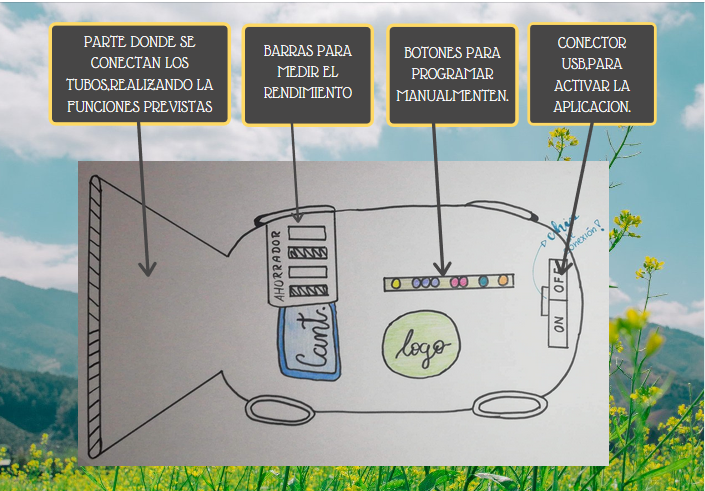 PARTE DONDE SE
CONECTAN LOS
TUBOS,REALIZANDO LA
FUNCIONES PREVISTAS
BARRAS PARA
MEDIR EL
RENDIMIENTO
BOTONES PARA
PROGRAMAR
MANUALMENTEN.
CONECTOR
USB,PARA
ACTIVAR LA
APLICACION.
AHORRADOR
Cant.
logo
ON OFF